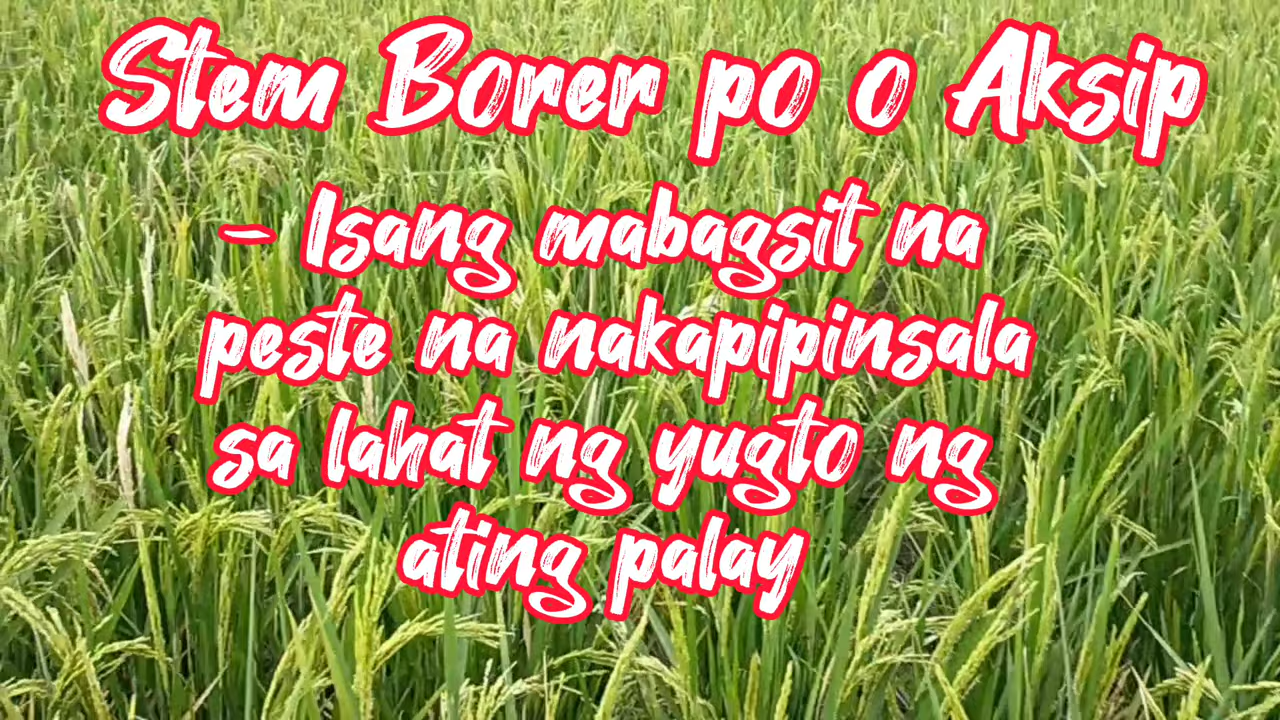 Stem Borer po o Aksip
- Isang mabagsit na
peste na nakapipinsala
sa lahat ng yugto ng
ating palay